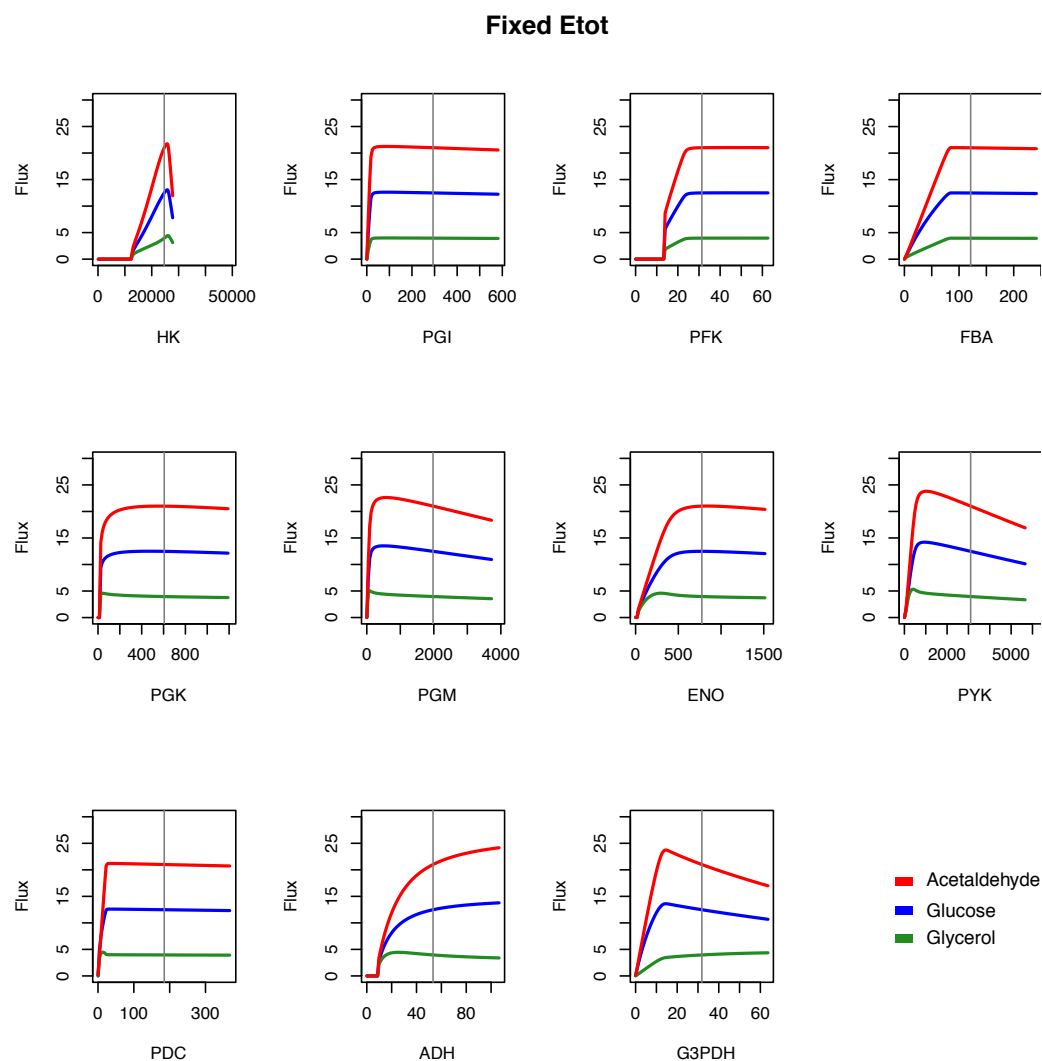 Fixed Etot
Flux
0 5 15 25
0 20000 50000
HK
Flux
0 5 15 25
0 200 400 600
PGI
Flux
0 5 15 25
0 20 40 60
PFK
Flux
0 5 15 25
0 100 200
FBA
Flux
0 5 15 25
0 400 800
PGK
Flux
0 5 15 25
0 2000 4000
PGM
Flux
0 5 15 25
0 500 1500
ENO
Flux
0 5 15 25
0 2000 5000
PYK
Flux
0 5 15 25
0 100 300
PDC
Flux
0 5 15 25
0 40 80
ADH
Flux
0 5 15 25
0 20 40 60
G3PDH
Acetaldehyde
Glucose
Glycerol